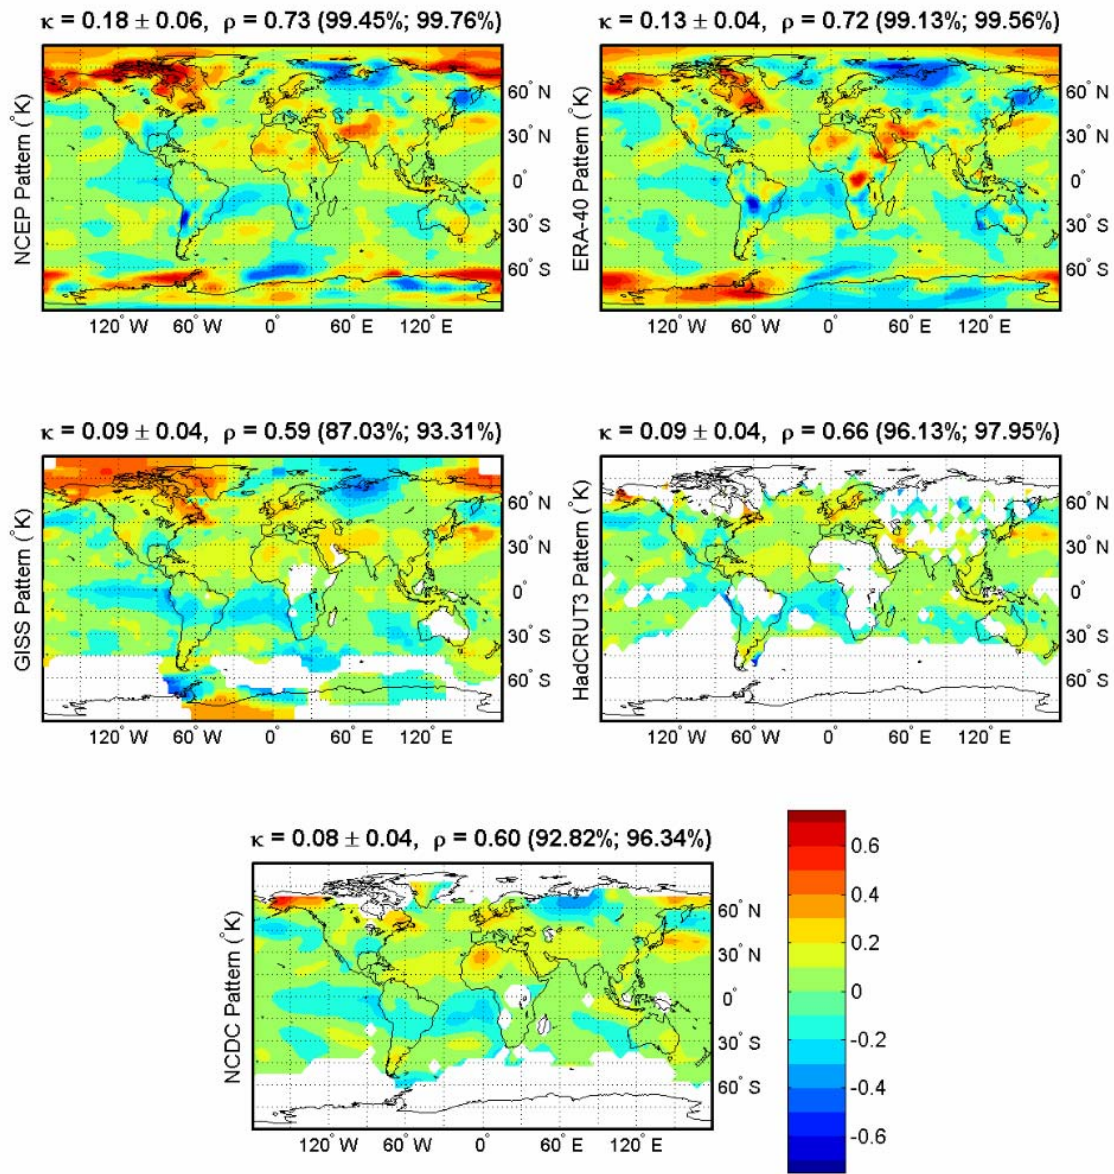 κ = 0.18 ± 0.06, ρ = 0.73 (99.45%; 99.76%)
NCEP Pattern (°K)
60° N
30° N
0°
30° S
60° S
120° W 60° W 0° 60° E 120° E
κ = 0.13 ± 0.04, ρ = 0.72 (99.13%; 99.56%)
ERA-40 Pattern (°K)
60° N
30° N
0°
30° S
60° S
120° W 60° W 0° 60° E 120° E
κ = 0.09 ± 0.04, ρ = 0.59 (87.03%; 93.31%)
GISS Pattern (°K)
60° N
30° N
0°
30° S
60° S
120° W 60° W 0° 60° E 120° E
κ = 0.09 ± 0.04, ρ = 0.66 (96.13%; 97.95%)
HadCRUT3 Pattern (°K)
60° N
30° N
0°
30° S
60° S
120° W 60° W 0° 60° E 120° E
κ = 0.08 ± 0.04, ρ = 0.60 (92.82%; 96.34%)
NCDC Pattern (°K)
60° N
30° N
0°
30° S
60° S
120° W 60° W 0° 60° E 120° E
0.6
0.4
0.2
0
-0.2
-0.4
-0.6